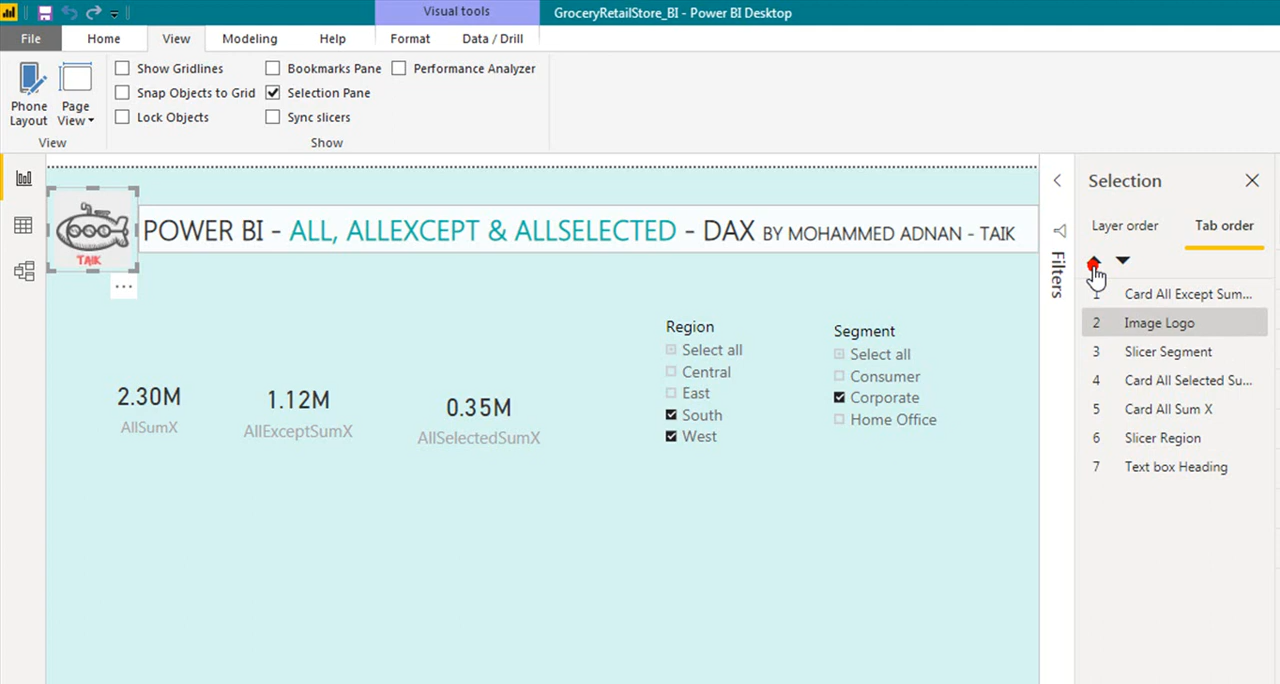 Visual tools
GroceryRetailStore_BI - Power BI Desktop
File Home View Modeling Help Format Data / Drill
Show Gridlines Bookmarks Pane Performance Analyzer
Snap Objects to Grid Selection Pane
Lock Objects Sync slicers
Phone Layout
Page View
View Show
Selection
Layer order Tab order
TAIK
POWER BI - ALL, ALLEXCEPT & ALLSELECTED - DAX BY MOHAMMED ADNAN - TAIK
...
Filters
1 Card All Except Sum...
2 Image Logo
3 Slicer Segment
4 Card All Selected Su...
5 Card All Sum X
6 Slicer Region
7 Text box Heading
2.30M
AllSumX
1.12M
AllExceptSumX
0.35M
AllSelectedSumX
Region
Select all
Central
East
South
West
Segment
Select all
Consumer
Corporate
Home Office